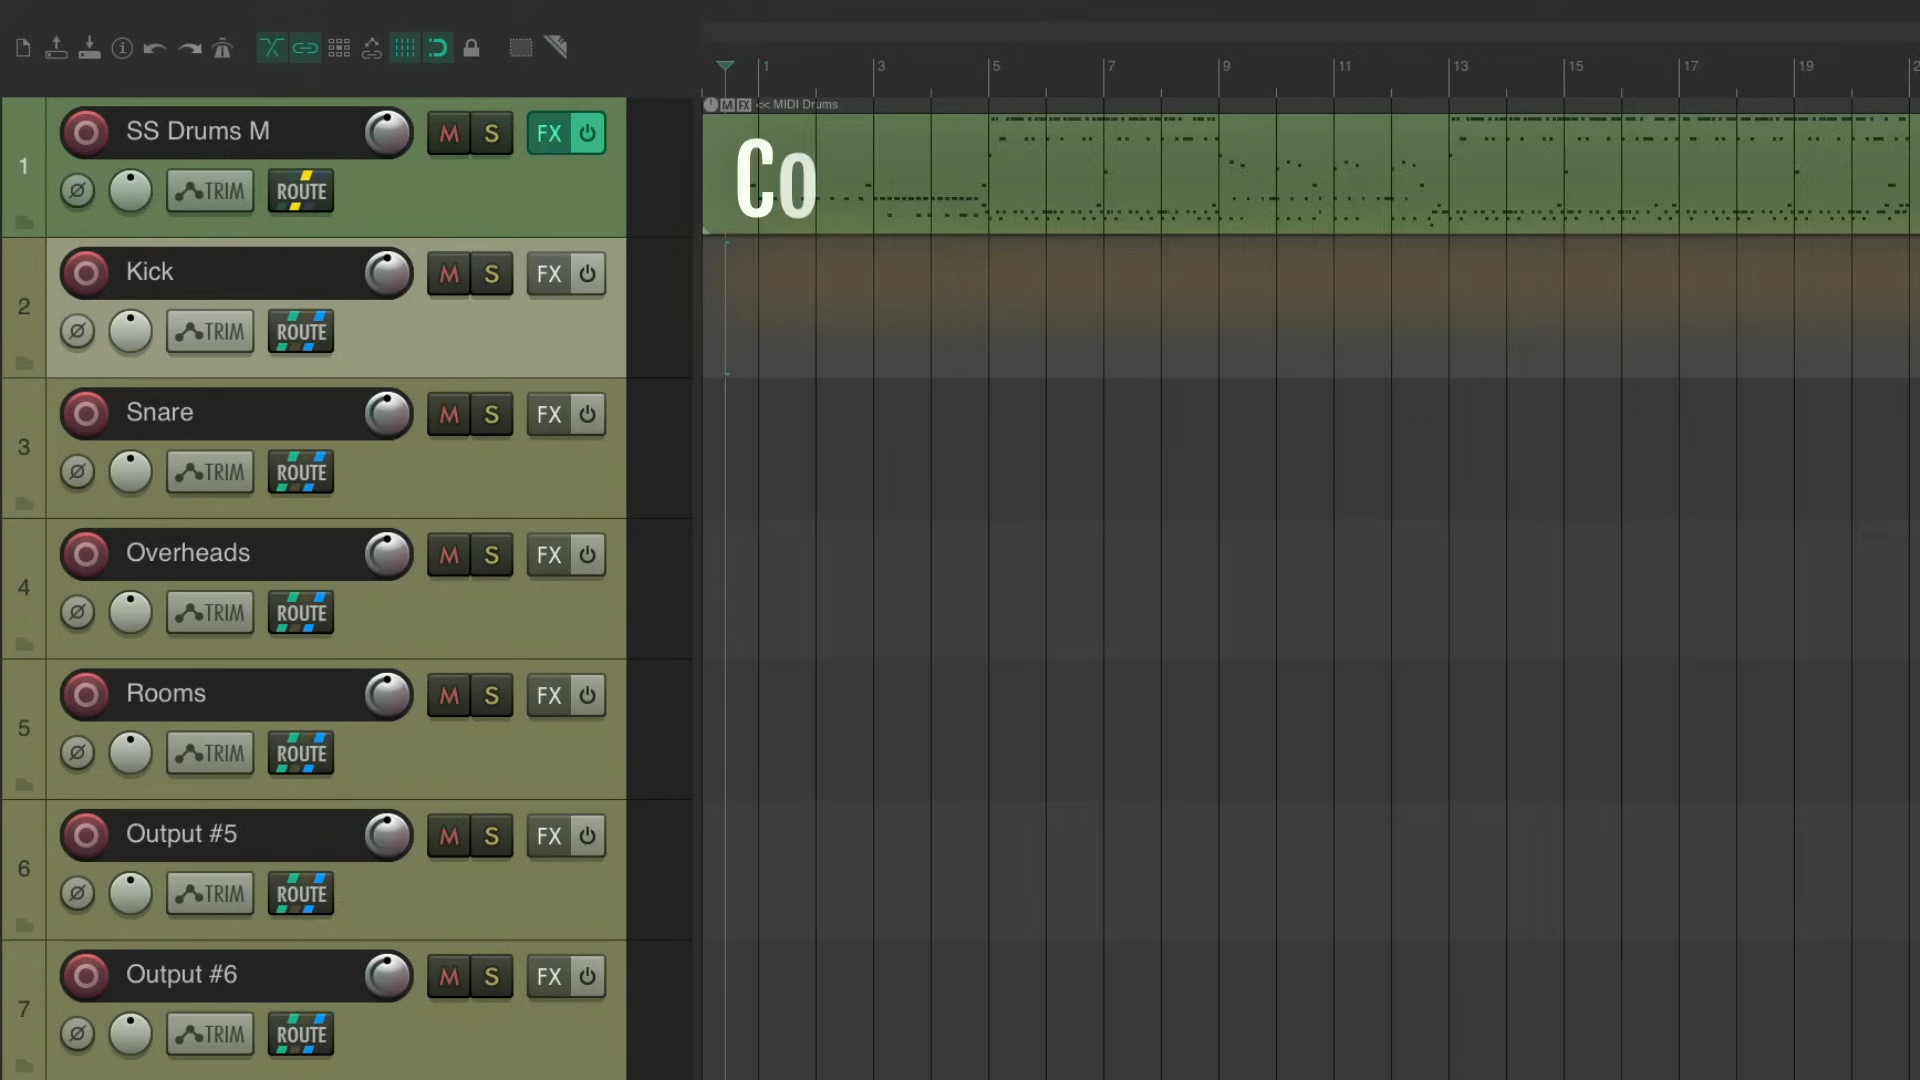 1 3 5 7 9 11 13 15 17 19
M FX << MIDI Drums
Co
1 SS Drums M M S FX
TRIM ROUTE
2 Kick M S FX
TRIM ROUTE
3 Snare M S FX
TRIM ROUTE
4 Overheads M S FX
TRIM ROUTE
5 Rooms M S FX
TRIM ROUTE
6 Output #5 M S FX
TRIM ROUTE
7 Output #6 M S FX
TRIM ROUTE